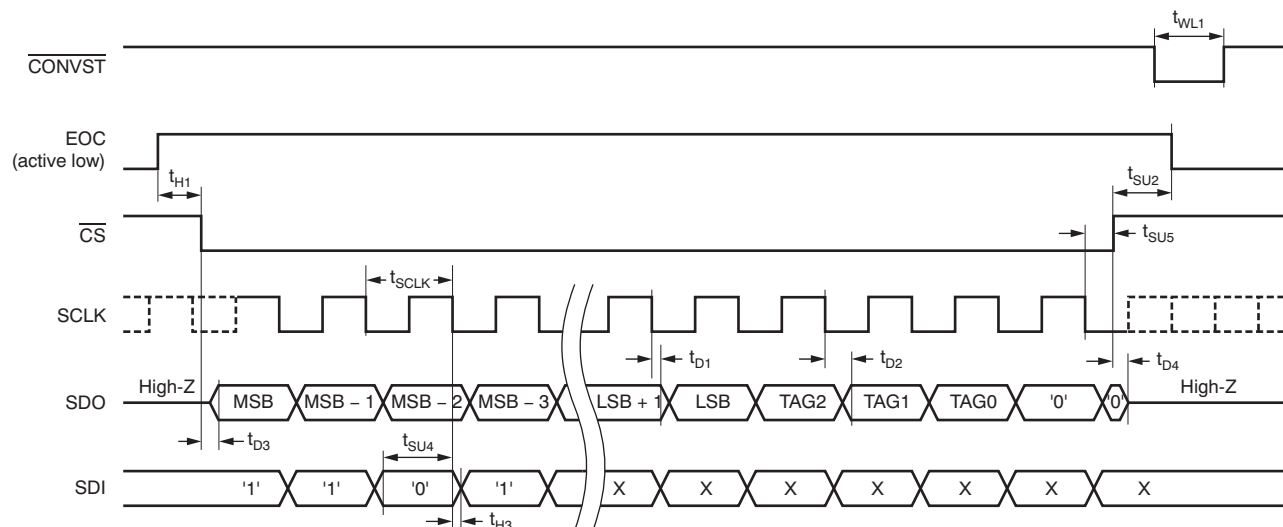 t_WL1
CONVST
EOC
(active low)
t_H1
t_SU2
CS
t_SU5
t_SCLK
SCLK
t_D1
t_D2
t_D4
High-Z
High-Z
SDO
MSB
MSB – 1
MSB – 2
MSB – 3
LSB + 1
LSB
TAG2
TAG1
TAG0
'0'
'0'
t_D3
t_SU4
SDI
'1'
'1'
'0'
'1'
X
X
X
X
X
X
X
t_H3